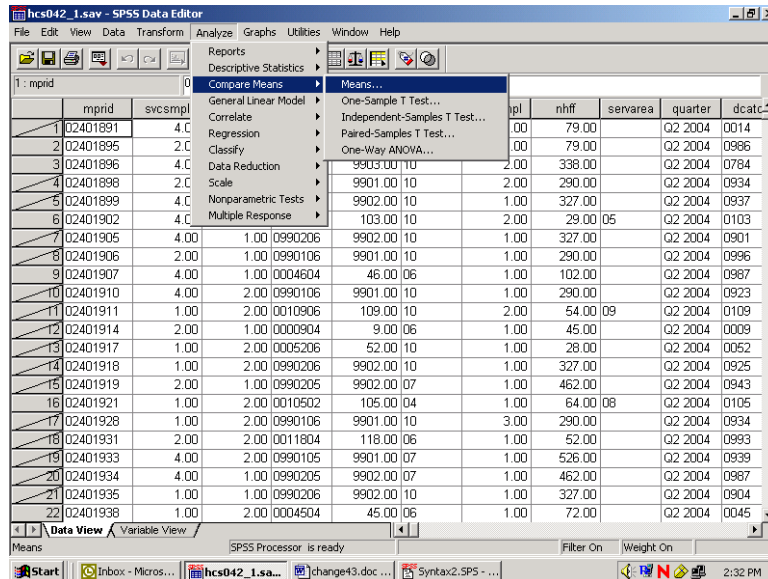 hcs042_1.sav - SPSS Data Editor
File Edit View Data Transform Analyze Graphs Utilities Window Help
1 : mprid
Reports
Descriptive Statistics
Compare Means
General Linear Model
Correlate
Regression
Classify
Data Reduction
Scale
Nonparametric Tests
Multiple Response
Means...
One-Sample T Test...
Independent-Samples T Test...
Paired-Samples T Test...
One-Way ANOVA...
mprid svcsmpl npl nhff servarea quarter dcatc
1 02401891 4.0 .00 79.00 Q2 2004 0014
2 02401895 2.0 .00 79.00 Q2 2004 0986
3 02401896 4.0 9903.00 10 2.00 338.00 Q2 2004 0784
4 02401898 2.0 9901.00 10 2.00 290.00 Q2 2004 0934
5 02401899 4.0 9902.00 10 1.00 327.00 Q2 2004 0937
6 02401902 4.0 103.00 10 2.00 29.00 05 Q2 2004 0103
7 02401905 4.00 1.00 0990206 9902.00 10 1.00 327.00 Q2 2004 0901
8 02401906 2.00 1.00 0990106 9901.00 10 1.00 290.00 Q2 2004 0996
9 02401907 4.00 1.00 0004604 46.00 06 1.00 102.00 Q2 2004 0987
10 02401910 4.00 2.00 0990106 9901.00 10 1.00 290.00 Q2 2004 0923
11 02401911 1.00 2.00 0010906 109.00 10 2.00 54.00 09 Q2 2004 0109
12 02401914 2.00 1.00 0000904 9.00 06 1.00 45.00 Q2 2004 0009
13 02401917 1.00 2.00 0005206 52.00 10 1.00 28.00 Q2 2004 0052
14 02401918 1.00 2.00 0990206 9902.00 10 1.00 327.00 Q2 2004 0925
15 02401919 2.00 1.00 0990205 9902.00 07 1.00 462.00 Q2 2004 0943
16 02401921 1.00 2.00 0010502 105.00 04 1.00 64.00 08 Q2 2004 0105
17 02401928 1.00 2.00 0990106 9901.00 10 3.00 290.00 Q2 2004 0934
18 02401931 2.00 2.00 0011804 118.00 06 1.00 52.00 Q2 2004 0993
19 02401933 4.00 2.00 0990105 9901.00 07 1.00 526.00 Q2 2004 0939
20 02401934 4.00 1.00 0990205 9902.00 07 1.00 462.00 Q2 2004 0987
21 02401935 1.00 1.00 0990206 9902.00 10 1.00 327.00 Q2 2004 0904
22 02401938 1.00 2.00 0004504 45.00 06 1.00 72.00 Q2 2004 0045
Data View Variable View
Means SPSS Processor is ready Filter On Weight On
Start Inbox - Micros... hcs042_1.sa... change43.doc ... Syntax2.SPS - ... 2:32 PM